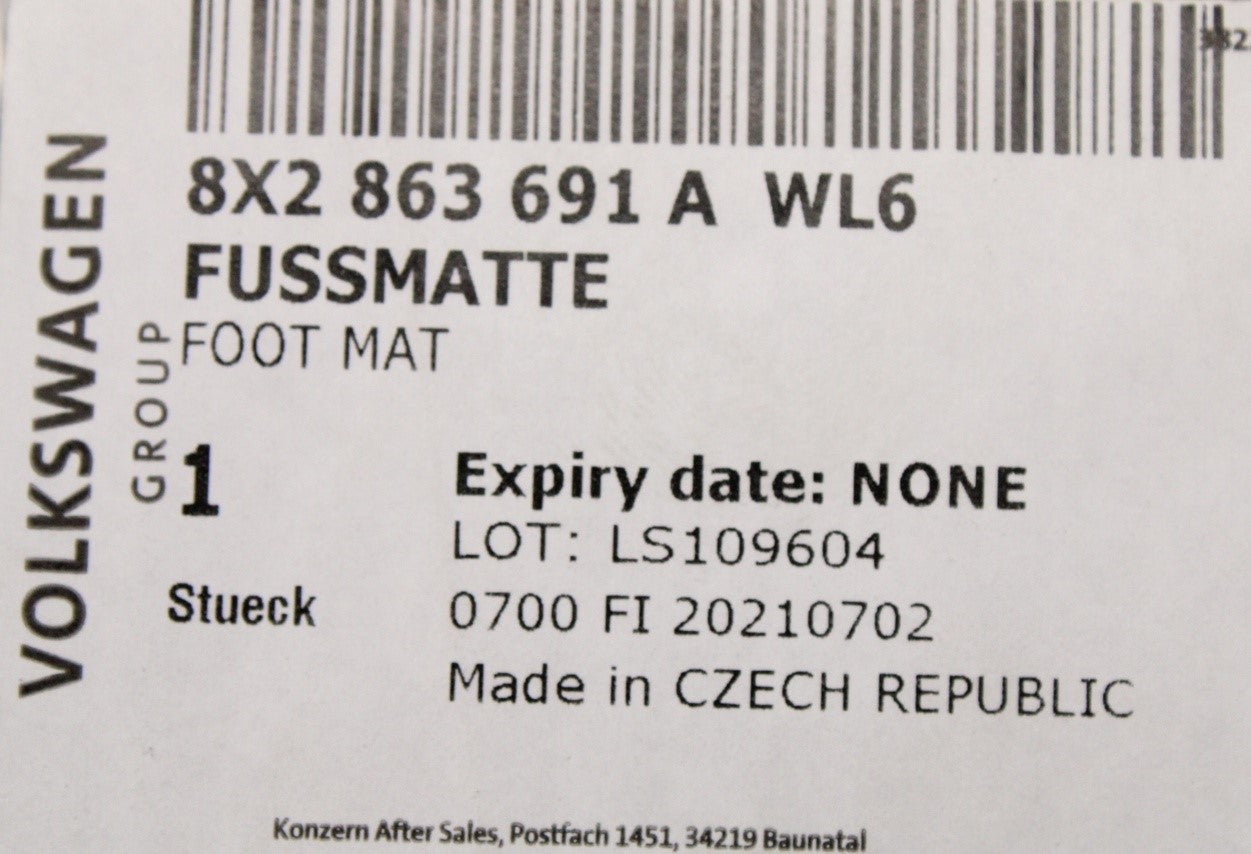 8X2 863 691 A WL6
FUSSMATTE
FOOT MAT
VOLKSWAGEN
GROUP
1
Stueck
Expiry date: NONE
LOT: LS109604
0700 FI 20210702
Made in CZECH REPUBLIC
Konzern After Sales, Postfach 1451, 34219 Baunatal